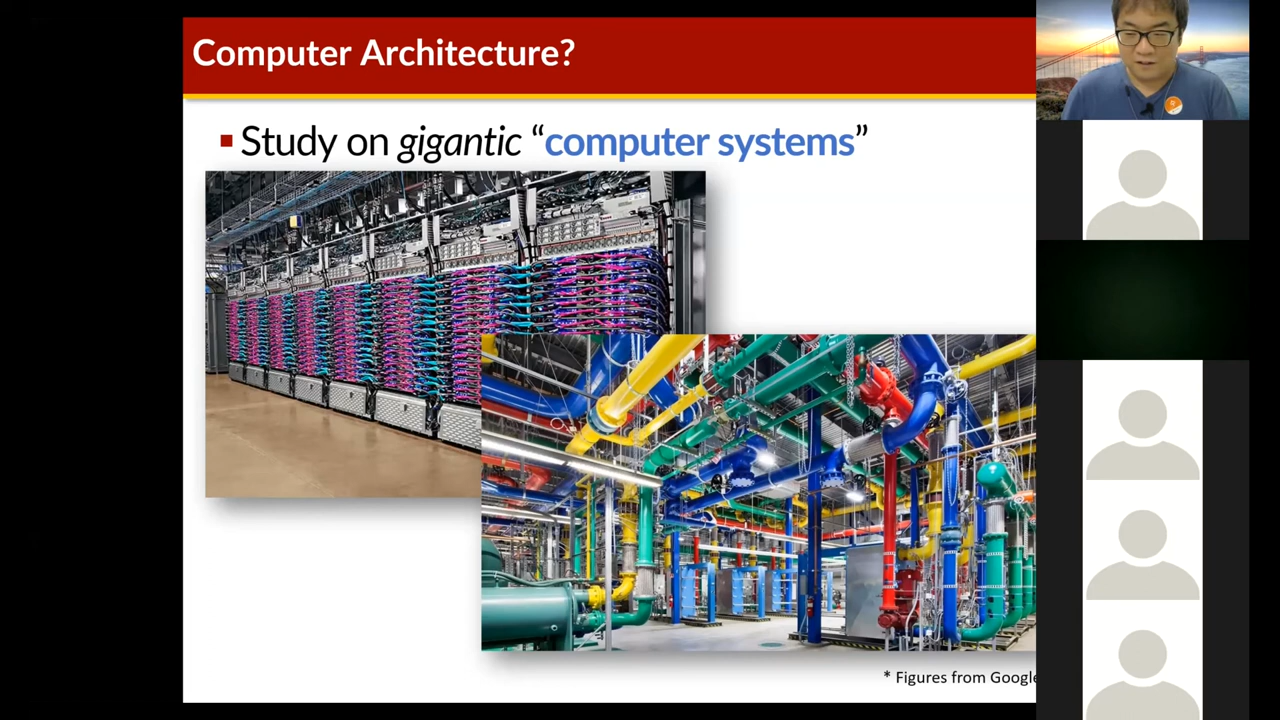 Computer Architecture?
Study on gigantic “computer systems”
* Figures from Google